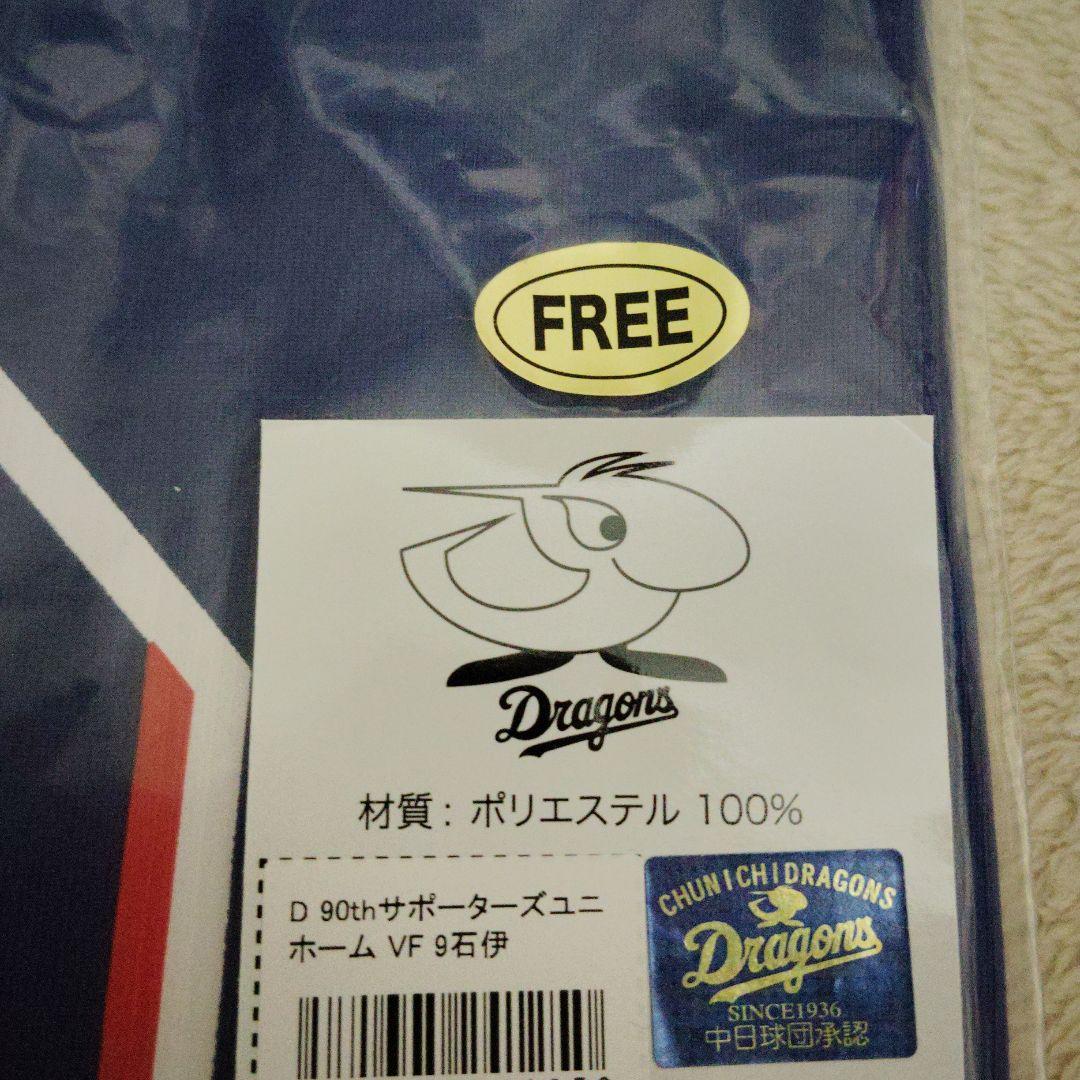 FREE
Dragons
材質: ポリエステル 100%
D 90thサポーターズユニ
ホーム VF 9石伊
CHUNICHI DRAGONS
Dragons
SINCE1936
中日球団承認